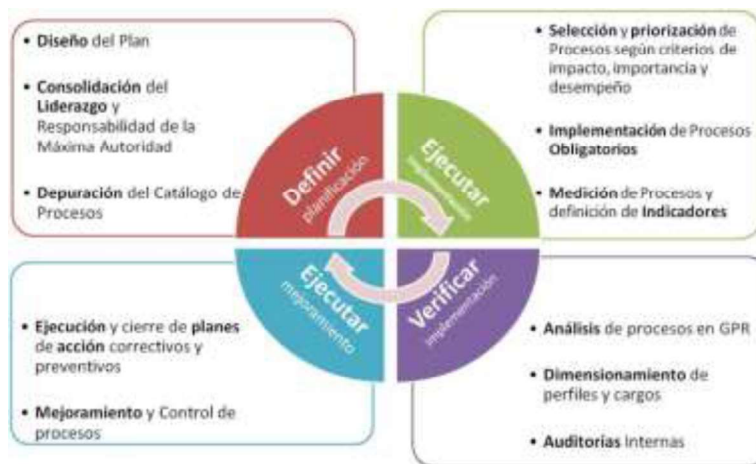 • Diseño del Plan
• Consolidación del
Liderazgo y
Responsabilidad de la
Máxima Autoridad
• Depuración del Catálogo de
Procesos
Definir
planificación
• Selección y priorización de
Procesos según criterios de
impacto, importancia y
desempeño
• Implementación de Procesos
Obligatorios
• Medición de Procesos y
definición de Indicadores
Ejecutar
implementación
• Ejecución y cierre de planes
de acción correctivos y
preventivos
• Mejoramiento y Control de
procesos
Ejecutar
mejoramiento
• Análisis de procesos en GPR
• Dimensionamiento de
perfiles y cargos
• Auditorías Internas
Verificar
implementación